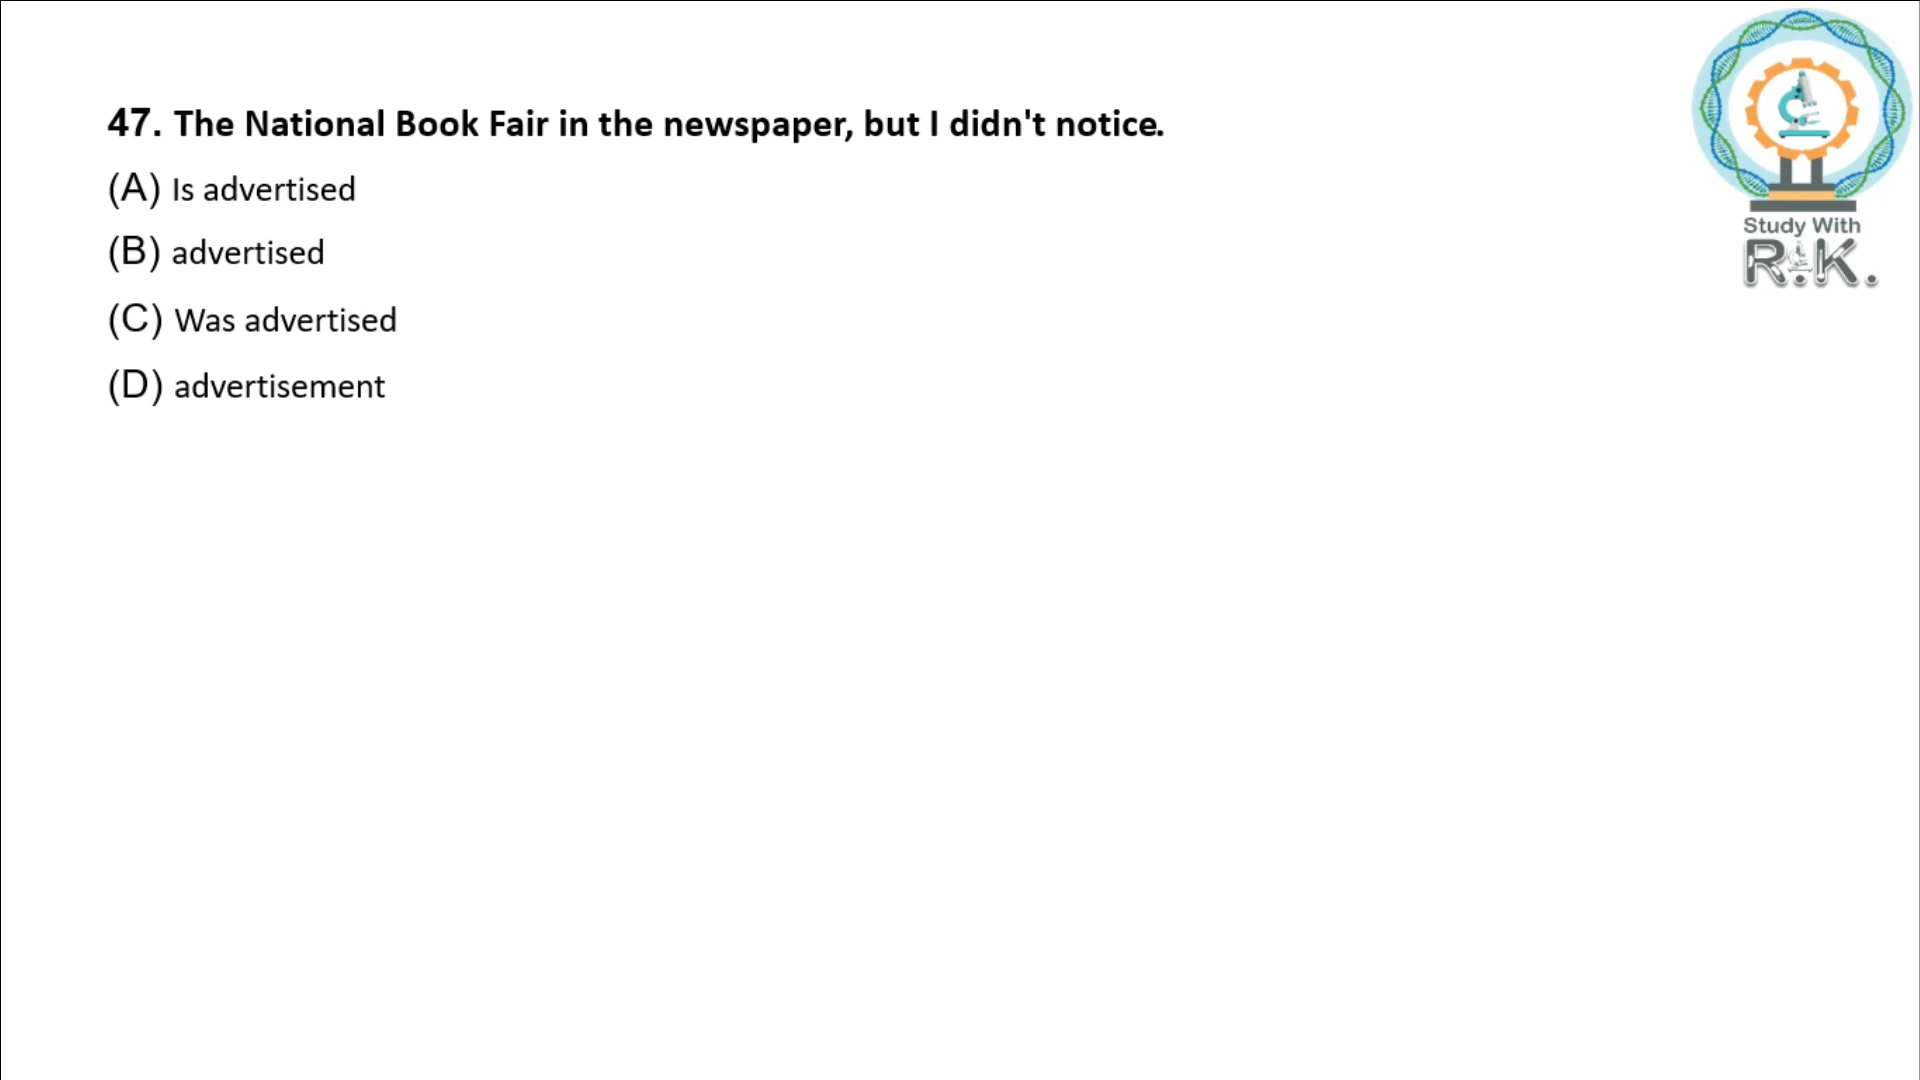 47. The National Book Fair in the newspaper, but I didn't notice.
(A) Is advertised
(B) advertised
(C) Was advertised
(D) advertisement
Study With
R.K.